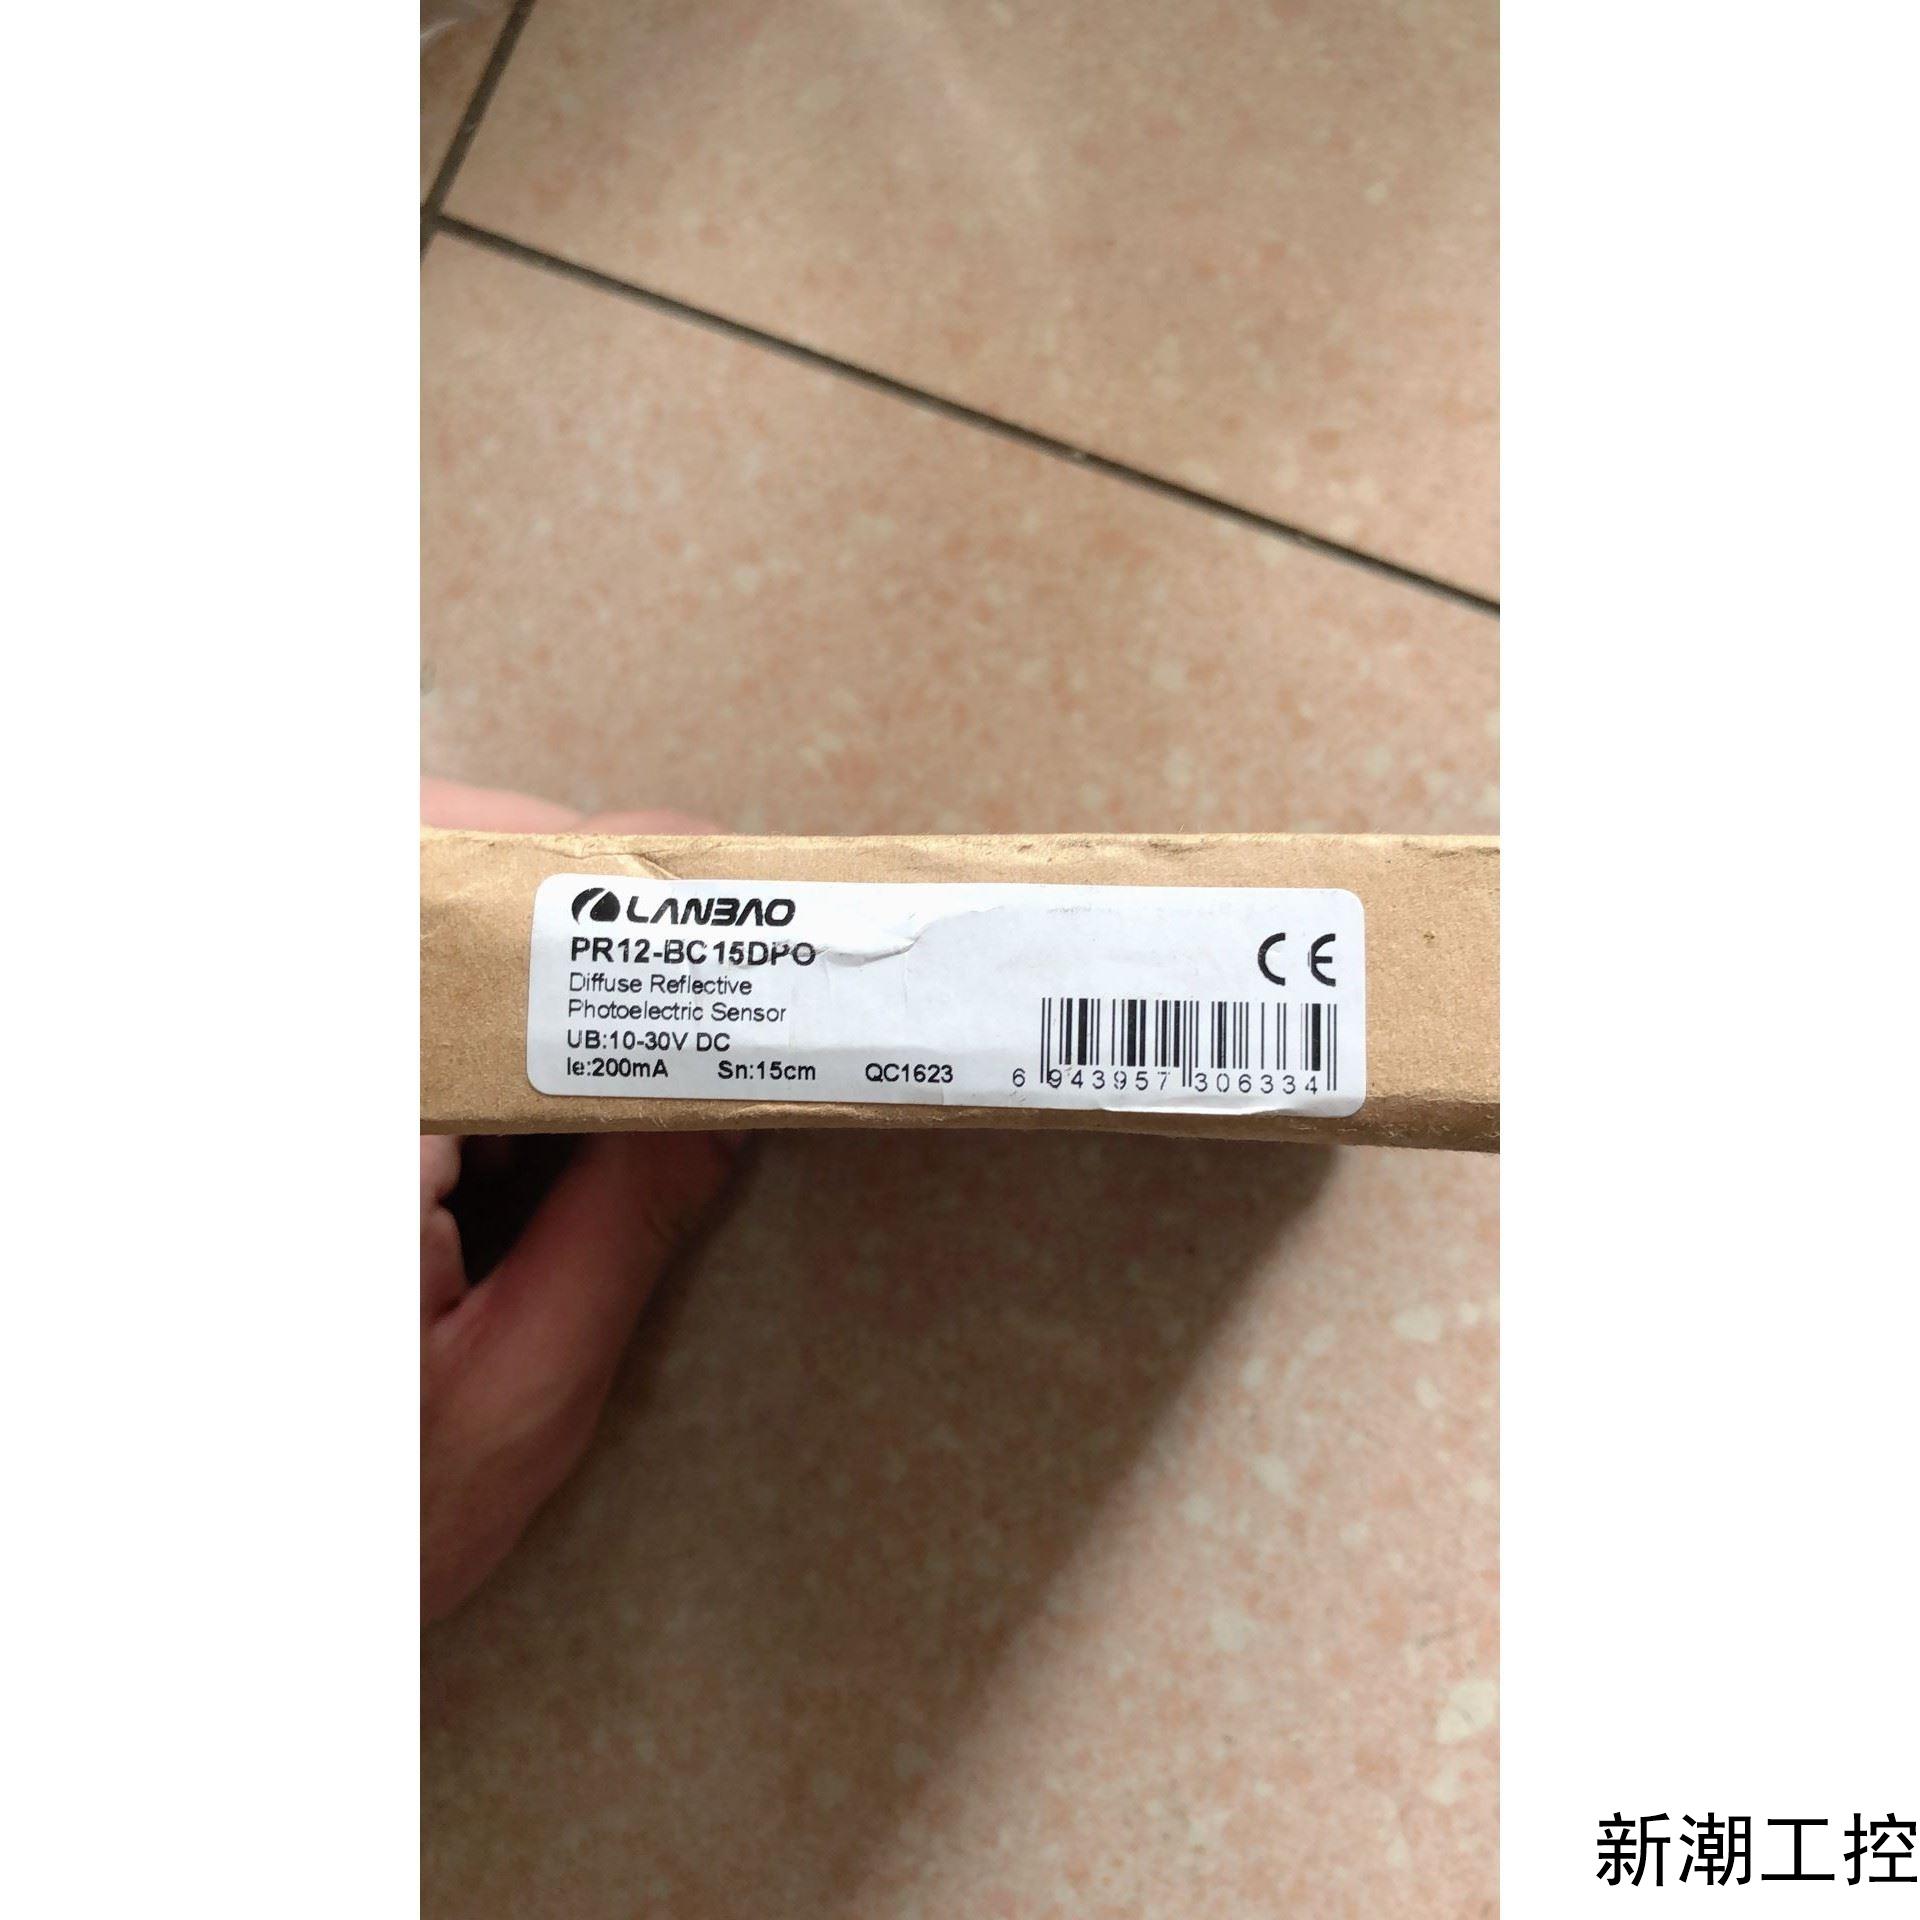 LANBAO
PR12-BC15DPO
Diffuse Reflective
Photoelectric Sensor
UB:10-30V DC
Ie:200mA Sn:15cm QC1623
CE
6 943957 306334
新潮工控